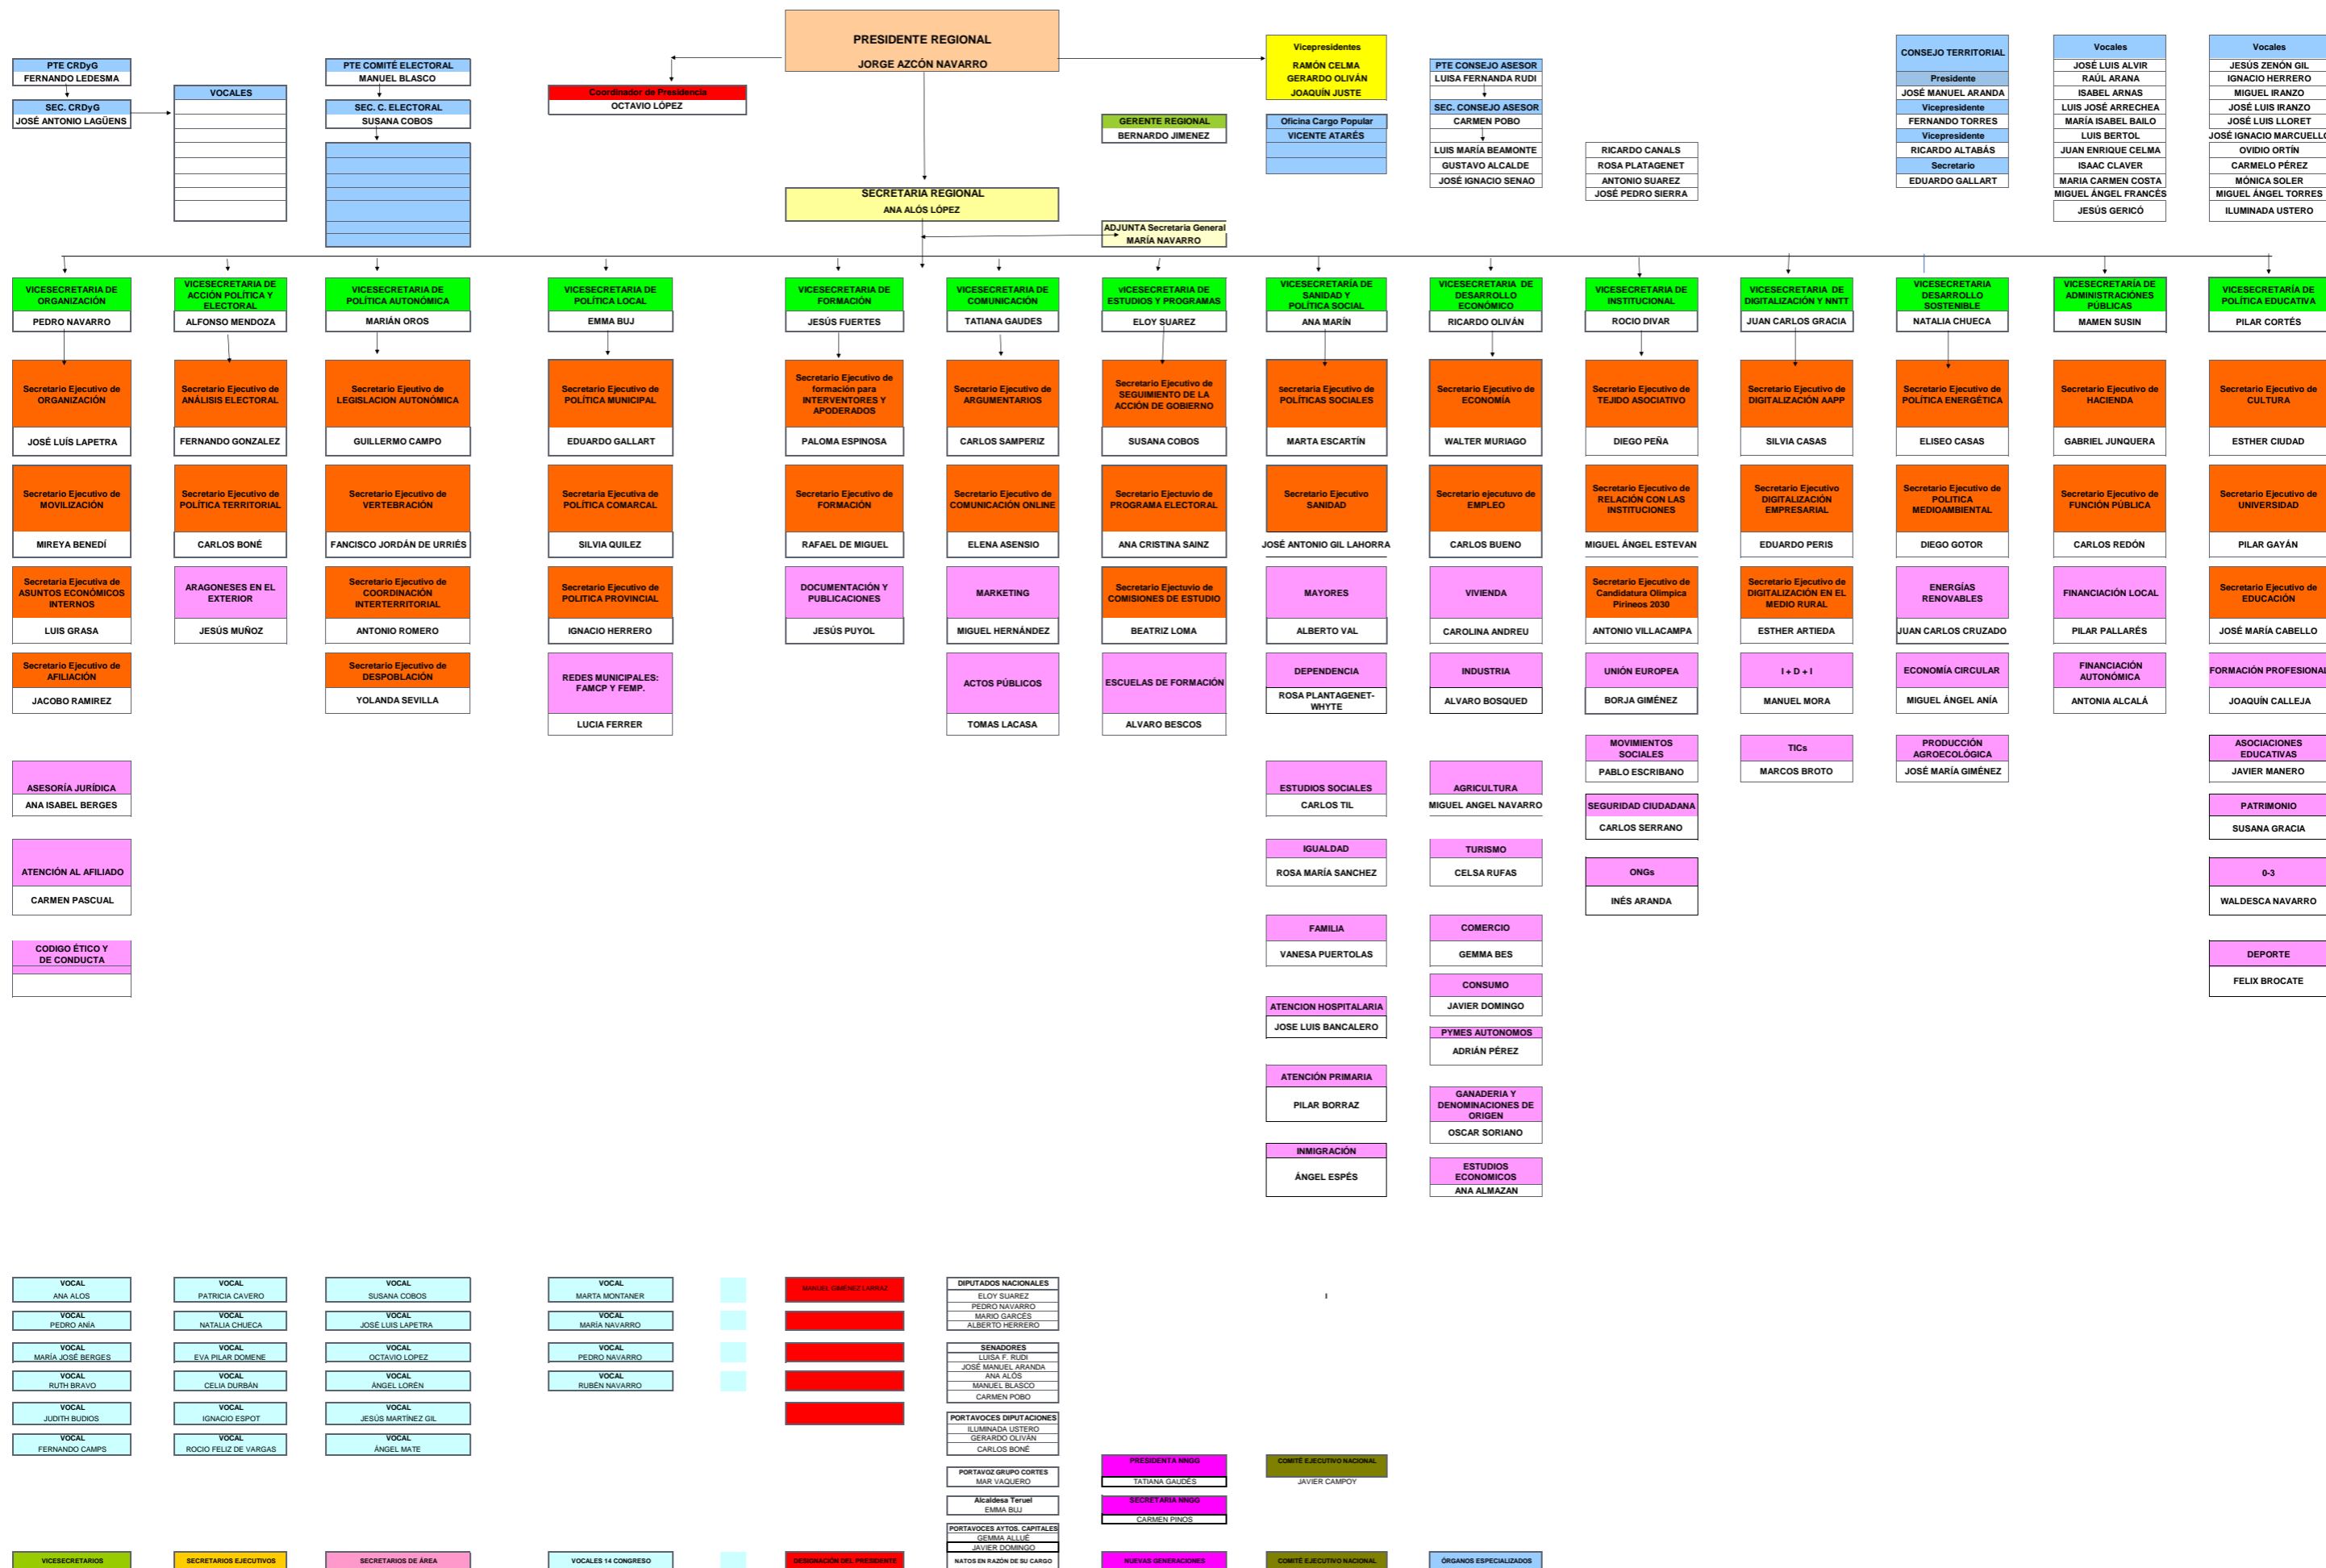 PRESIDENTE REGIONAL
JORGE AZCÓN NAVARRO
PTE CRDyG
FERNANDO LEDESMA
SEC. CRDyG
JOSÉ ANTONIO LAGÜENS
VOCALES
PTE COMITÉ ELECTORAL
MANUEL BLASCO
SEC. C. ELECTORAL
SUSANA COBOS
Coordinador de Presidencia
OCTAVIO LÓPEZ
GERENTE REGIONAL
BERNARDO JIMENEZ
Vicepresidentes
RAMÓN CELMA
GERARDO OLIVÁN
JOAQUÍN JUSTE
Oficina Cargo Popular
VICENTE ATARÉS
PTE CONSEJO ASESOR
LUISA FERNANDA RUDI
SEC. CONSEJO ASESOR
CARMEN POBO
LUIS MARÍA BEAMONTE
GUSTAVO ALCALDE
JOSÉ IGNACIO SENAO
RICARDO CANALS
ROSA PLATAGENET
ANTONIO SUAREZ
JOSÉ PEDRO SIERRA
CONSEJO TERRITORIAL
Presidente
JOSÉ MANUEL ARANDA
Vicepresidente
FERNANDO TORRES
Vicepresidente
RICARDO ALTABÁS
Secretario
EDUARDO GALLART
Vocales
JOSÉ LUIS ALVIR
RAÚL ARANA
ISABEL ARNAS
LUIS JOSÉ ARRECHEA
MARÍA ISABEL BAILO
LUIS BERTOL
JUAN ENRIQUE CELMA
ISAAC CLAVER
MARIA CARMEN COSTA
MIGUEL ÁNGEL FRANCÉS
JESÚS GERICÓ
Vocales
JESÚS ZENÓN GIL
IGNACIO HERRERO
MIGUEL IRANZO
JOSÉ LUIS IRANZO
JOSÉ LUIS LLORET
JOSÉ IGNACIO MARCUELLO
OVIDIO ORTÍN
CARMELO PÉREZ
MÓNICA SOLER
MIGUEL ÁNGEL TORRES
ILUMINADA USTERO
SECRETARIA REGIONAL
ANA ALÓS LÓPEZ
ADJUNTA Secretaria General
MARÍA NAVARRO
VICESECRETARIA DE
ORGANIZACIÓN
PEDRO NAVARRO
Secretario Ejecutivo de
ORGANIZACIÓN
JOSÉ LUÍS LAPETRA
Secretario Ejecutivo de
MOVILIZACIÓN
MIREYA BENEDÍ
Secretaria Ejecutiva de
ASUNTOS ECONÓMICOS
INTERNOS
LUIS GRASA
Secretario Ejecutivo de
AFILIACIÓN
JACOBO RAMIREZ
ASESORÍA JURÍDICA
ANA ISABEL BERGES
ATENCIÓN AL AFILIADO
CARMEN PASCUAL
CODIGO ÉTICO Y
DE CONDUCTA
VICESECRETARIA DE
ACCIÓN POLÍTICA Y
ELECTORAL
ALFONSO MENDOZA
Secretario Ejecutivo de
ANÁLISIS ELECTORAL
FERNANDO GONZALEZ
Secretario Ejecutivo de
POLÍTICA TERRITORIAL
CARLOS BONÉ
ARAGONESES EN EL
EXTERIOR
JESÚS MUÑOZ
VICESECRETARIA DE
POLÍTICA AUTONÓMICA
MARIÁN OROS
Secretario Ejutivo de
LEGISLACION AUTONÓMICA
GUILLERMO CAMPO
Secretario Ejecutivo de
VERTEBRACIÓN
FANCISCO JORDÁN DE URRIÉS
Secretario Ejecutivo de
COORDINACIÓN
INTERTERRITORIAL
ANTONIO ROMERO
Secretario Ejecutivo de
DESPOBLACIÓN
YOLANDA SEVILLA
VICESECRETARIA DE
POLÍTICA LOCAL
EMMA BUJ
Secretario Ejecutivo de
POLÍTICA MUNICIPAL
EDUARDO GALLART
Secretaria Ejecutiva de
POLÍTICA COMARCAL
SILVIA QUILEZ
Secretario Ejecutivo de
POLITICA PROVINCIAL
IGNACIO HERRERO
REDES MUNICIPALES:
FAMCP Y FEMP.
LUCIA FERRER
VICESECRETARIA DE
FORMACIÓN
JESÚS FUERTES
Secretario Ejecutivo de
formación para
INTERVENTORES Y
APODERADOS
PALOMA ESPINOSA
Secretario Ejecutivo de
FORMACIÓN
RAFAEL DE MIGUEL
DOCUMENTACIÓN Y
PUBLICACIONES
JESÚS PUYOL
VICESECRETARIA DE
COMUNICACIÓN
TATIANA GAUDES
Secretario Ejecutivo de
ARGUMENTARIOS
CARLOS SAMPERIZ
Secretario Ejecutivo de
COMUNICACIÓN ONLINE
ELENA ASENSIO
MARKETING
MIGUEL HERNÁNDEZ
ACTOS PÚBLICOS
TOMAS LACASA
VICESECRETARIA DE
ESTUDIOS Y PROGRAMAS
ELOY SUAREZ
Secretario Ejecutivo de
SEGUIMIENTO DE LA
ACCIÓN DE GOBIERNO
SUSANA COBOS
Secretario Ejectuvio de
PROGRAMA ELECTORAL
ANA CRISTINA SAINZ
Secretario Ejectuvio de
COMISIONES DE ESTUDIO
BEATRIZ LOMA
ESCUELAS DE FORMACIÓN
ALVARO BESCOS
VICESECRETARÍA DE
SANIDAD Y
POLÍTICA SOCIAL
ANA MARÍN
secretaria Ejecutivo de
POLÍTICAS SOCIALES
MARTA ESCARTÍN
Secretario Ejecutivo
SANIDAD
JOSÉ ANTONIO GIL LAHORRA
MAYORES
ALBERTO VAL
DEPENDENCIA
ROSA PLANTAGENET-
WHYTE
ESTUDIOS SOCIALES
CARLOS TIL
IGUALDAD
ROSA MARÍA SANCHEZ
FAMILIA
VANESA PUERTOLAS
ATENCION HOSPITALARIA
JOSE LUIS BANCALERO
ATENCIÓN PRIMARIA
PILAR BORRAZ
INMIGRACIÓN
ÁNGEL ESPÉS
VICESECRETARIA DE
DESARROLLO
ECONÓMICO
RICARDO OLIVÁN
Secretario Ejecutivo de
ECONOMÍA
WALTER MURIAGO
Secretario ejecutuvo de
EMPLEO
CARLOS BUENO
VIVIENDA
CAROLINA ANDREU
INDUSTRIA
ALVARO BOSQUED
AGRICULTURA
MIGUEL ANGEL NAVARRO
TURISMO
CELSA RUFAS
COMERCIO
GEMMA BES
CONSUMO
JAVIER DOMINGO
PYMES AUTONOMOS
ADRIÁN PÉREZ
GANADERIA Y
DENOMINACIONES DE
ORIGEN
OSCAR SORIANO
ESTUDIOS
ECONOMICOS
ANA ALMAZAN
VICESECRETARIA DE
INSTITUCIONAL
ROCIO DIVAR
Secretario Ejecutivo de
TEJIDO ASOCIATIVO
DIEGO PEÑA
Secretario Ejecutivo de
RELACIÓN CON LAS
INSTITUCIONES
MIGUEL ÁNGEL ESTEVAN
Secretario Ejecutivo de
Candidatura Olimpica
Pirineos 2030
ANTONIO VILLACAMPA
UNIÓN EUROPEA
BORJA GIMÉNEZ
MOVIMIENTOS
SOCIALES
PABLO ESCRIBANO
SEGURIDAD CIUDADANA
CARLOS SERRANO
ONGs
INÉS ARANDA
VICESECRETARIA DE
DIGITALIZACIÓN Y NNTT
JUAN CARLOS GRACIA
Secretario Ejecutivo de
DIGITALIZACIÓN AAPP
SILVIA CASAS
Secretario Ejecutivo
DIGITALIZACIÓN
EMPRESARIAL
EDUARDO PERIS
Secretario Ejecutivo de
DIGITALIZACIÓN EN EL
MEDIO RURAL
ESTHER ARTIEDA
I + D + I
MANUEL MORA
TICs
MARCOS BROTO
VICESECRETARIA
DESARROLLO
SOSTENIBLE
NATALIA CHUECA
Secretario Ejecutivo de
POLÍTICA ENERGÉTICA
ELISEO CASAS
Secretario Ejecutivo de
POLITICA
MEDIOAMBIENTAL
DIEGO GOTOR
ENERGÍAS
RENOVABLES
JUAN CARLOS CRUZADO
ECONOMÍA CIRCULAR
MIGUEL ÁNGEL ANÍA
PRODUCCIÓN
AGROECOLÓGICA
JOSÉ MARÍA GIMÉNEZ
VICESECRETARÍA DE
ADMINISTRACIÓNES
PÚBLICAS
MAMEN SUSIN
Secretario Ejecutivo de
HACIENDA
GABRIEL JUNQUERA
Secretario Ejecutivo de
FUNCIÓN PÚBLICA
CARLOS REDÓN
FINANCIACIÓN LOCAL
PILAR PALLARÉS
FINANCIACIÓN
AUTONÓMICA
ANTONIA ALCALÁ
VICESECRETARÍA DE
POLÍTICA EDUCATIVA
PILAR CORTÉS
Secretario Ejecutivo de
CULTURA
ESTHER CIUDAD
Secretario Ejecutivo de
UNIVERSIDAD
PILAR GAYÁN
Secretario Ejecutivo de
EDUCACIÓN
JOSÉ MARÍA CABELLO
FORMACIÓN PROFESIONAL
JOAQUÍN CALLEJA
ASOCIACIONES
EDUCATIVAS
JAVIER MANERO
PATRIMONIO
SUSANA GRACIA
0-3
WALDESCA NAVARRO
DEPORTE
FELIX BROCATE
VOCAL
ANA ALOS
VOCAL
PEDRO ANÍA
VOCAL
MARÍA JOSÉ BERGES
VOCAL
RUTH BRAVO
VOCAL
JUDITH BUDIOS
VOCAL
FERNANDO CAMPS
VOCAL
PATRICIA CAVERO
VOCAL
NATALIA CHUECA
VOCAL
EVA PILAR DOMENE
VOCAL
CELIA DURBÁN
VOCAL
IGNACIO ESPOT
VOCAL
ROCIO FELIZ DE VARGAS
VOCAL
SUSANA COBOS
VOCAL
JOSÉ LUIS LAPETRA
VOCAL
OCTAVIO LOPEZ
VOCAL
ÁNGEL LORÉN
VOCAL
JESÚS MARTÍNEZ GIL
VOCAL
ÁNGEL MATE
VOCAL
MARTA MONTANER
VOCAL
MARÍA NAVARRO
VOCAL
PEDRO NAVARRO
VOCAL
RUBÉN NAVARRO
MANUEL GIMENEZ LARRAZ
DIPUTADOS NACIONALES
ELOY SUAREZ
PEDRO NAVARRO
MARIO GARCÉS
ALBERTO HERRERO
SENADORES
LUISA F. RUDI
JOSÉ MANUEL ARANDA
ANA ALÓS
MANUEL BLASCO
CARMEN POBO
PORTAVOCES DIPUTACIONES
ILUMINADA USTERO
GERARDO OLIVÁN
CARLOS BONÉ
PORTAVOZ GRUPO CORTES
MAR VAQUERO
Alcaldesa Teruel
EMMA BUJ
PORTAVOCES AYTOS. CAPITALES
GEMMA ALLUÉ
JAVIER DOMINGO
PRESIDENTA NNGG
TATIANA GAUDÉS
SECRETARIA NNGG
CARMEN PINOS
I
COMITÉ EJECUTIVO NACIONAL
JAVIER CAMPOY
VICESECRETARIOS
SECRETARIOS EJECUTIVOS
SECRETARIOS DE ÁREA
VOCALES 14 CONGRESO
DESIGNACIÓN DEL PRESIDENTE
NATOS EN RAZÓN DE SU CARGO
NUEVAS GENERACIONES
COMITÉ EJECUTIVO NACIONAL
ÓRGANOS ESPECIALIZADOS